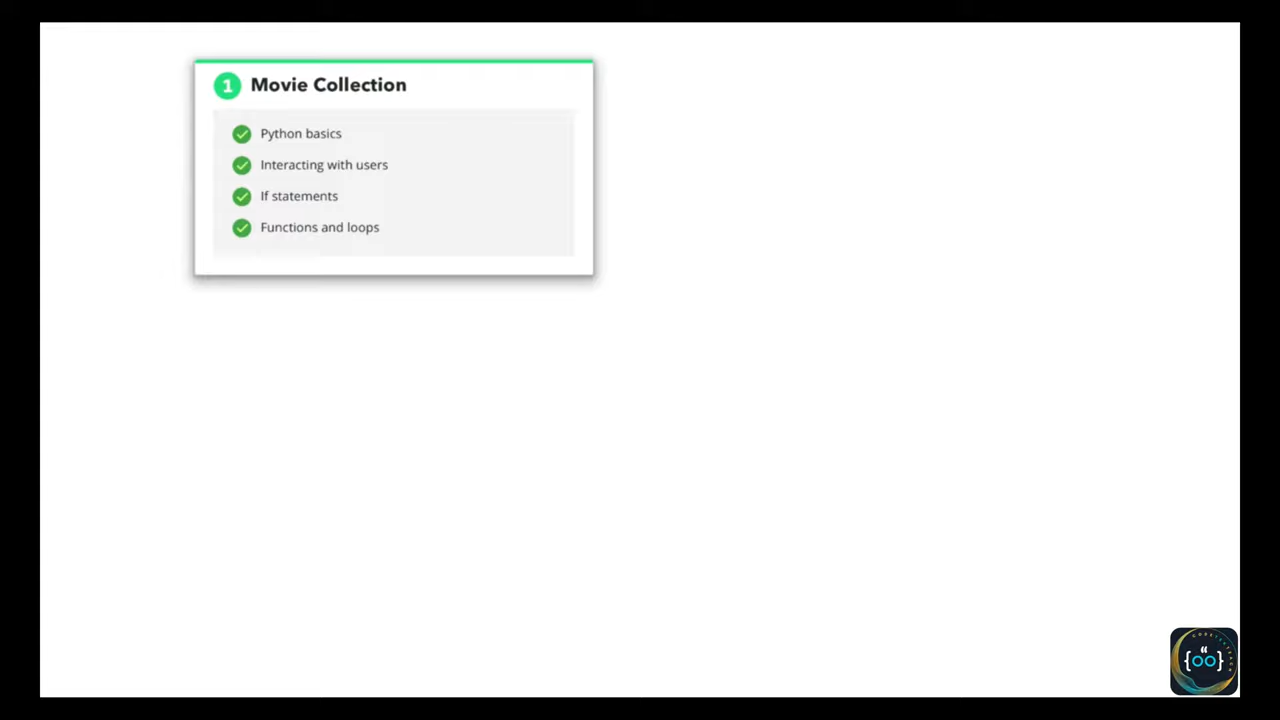 1 Movie Collection
Python basics
Interacting with users
If statements
Functions and loops